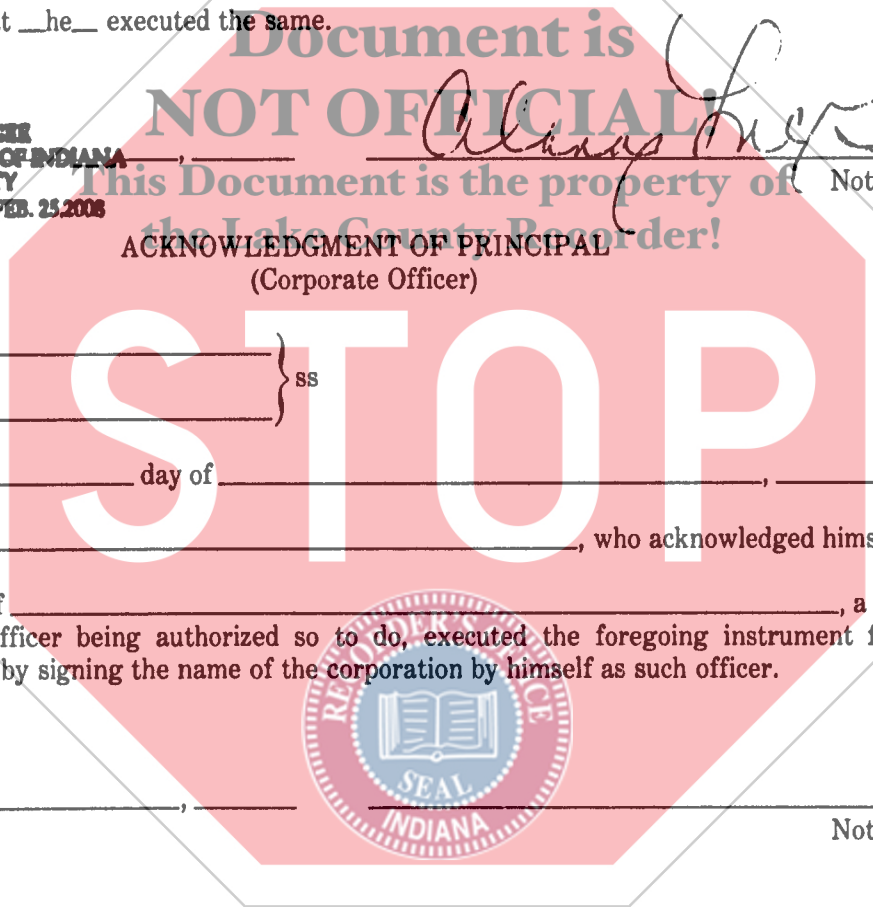 t __he__ executed the same.
Document is
NOT OFFICIAL!
OF INDIANA
FEB. 25, 2008
This Document is the property of
the Lake County Recorder!
Not
ACKNOWLEDGMENT OF PRINCIPAL
(Corporate Officer)
} ss
STOP
day of ,
, who acknowledged hims
f , a
fficer being authorized so to do, executed the foregoing instrument f
by signing the name of the corporation by himself as such officer.
RECORDER'S OFFICE
SEAL
INDIANA
,
Not